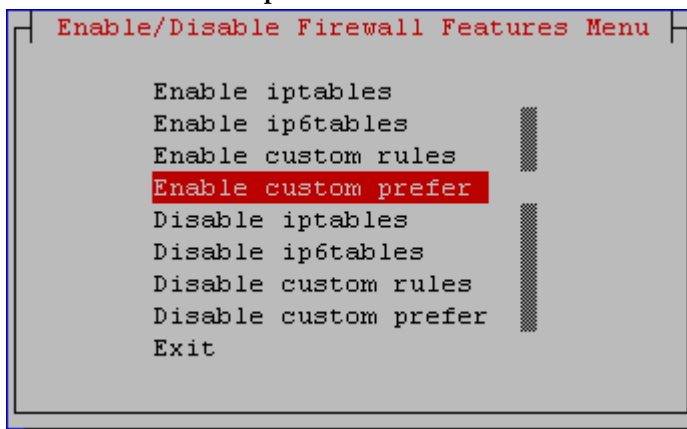 Enable/Disable Firewall Features Menu
Enable iptables
Enable ip6tables
Enable custom rules
Enable custom prefer
Disable iptables
Disable ip6tables
Disable custom rules
Disable custom prefer
Exit